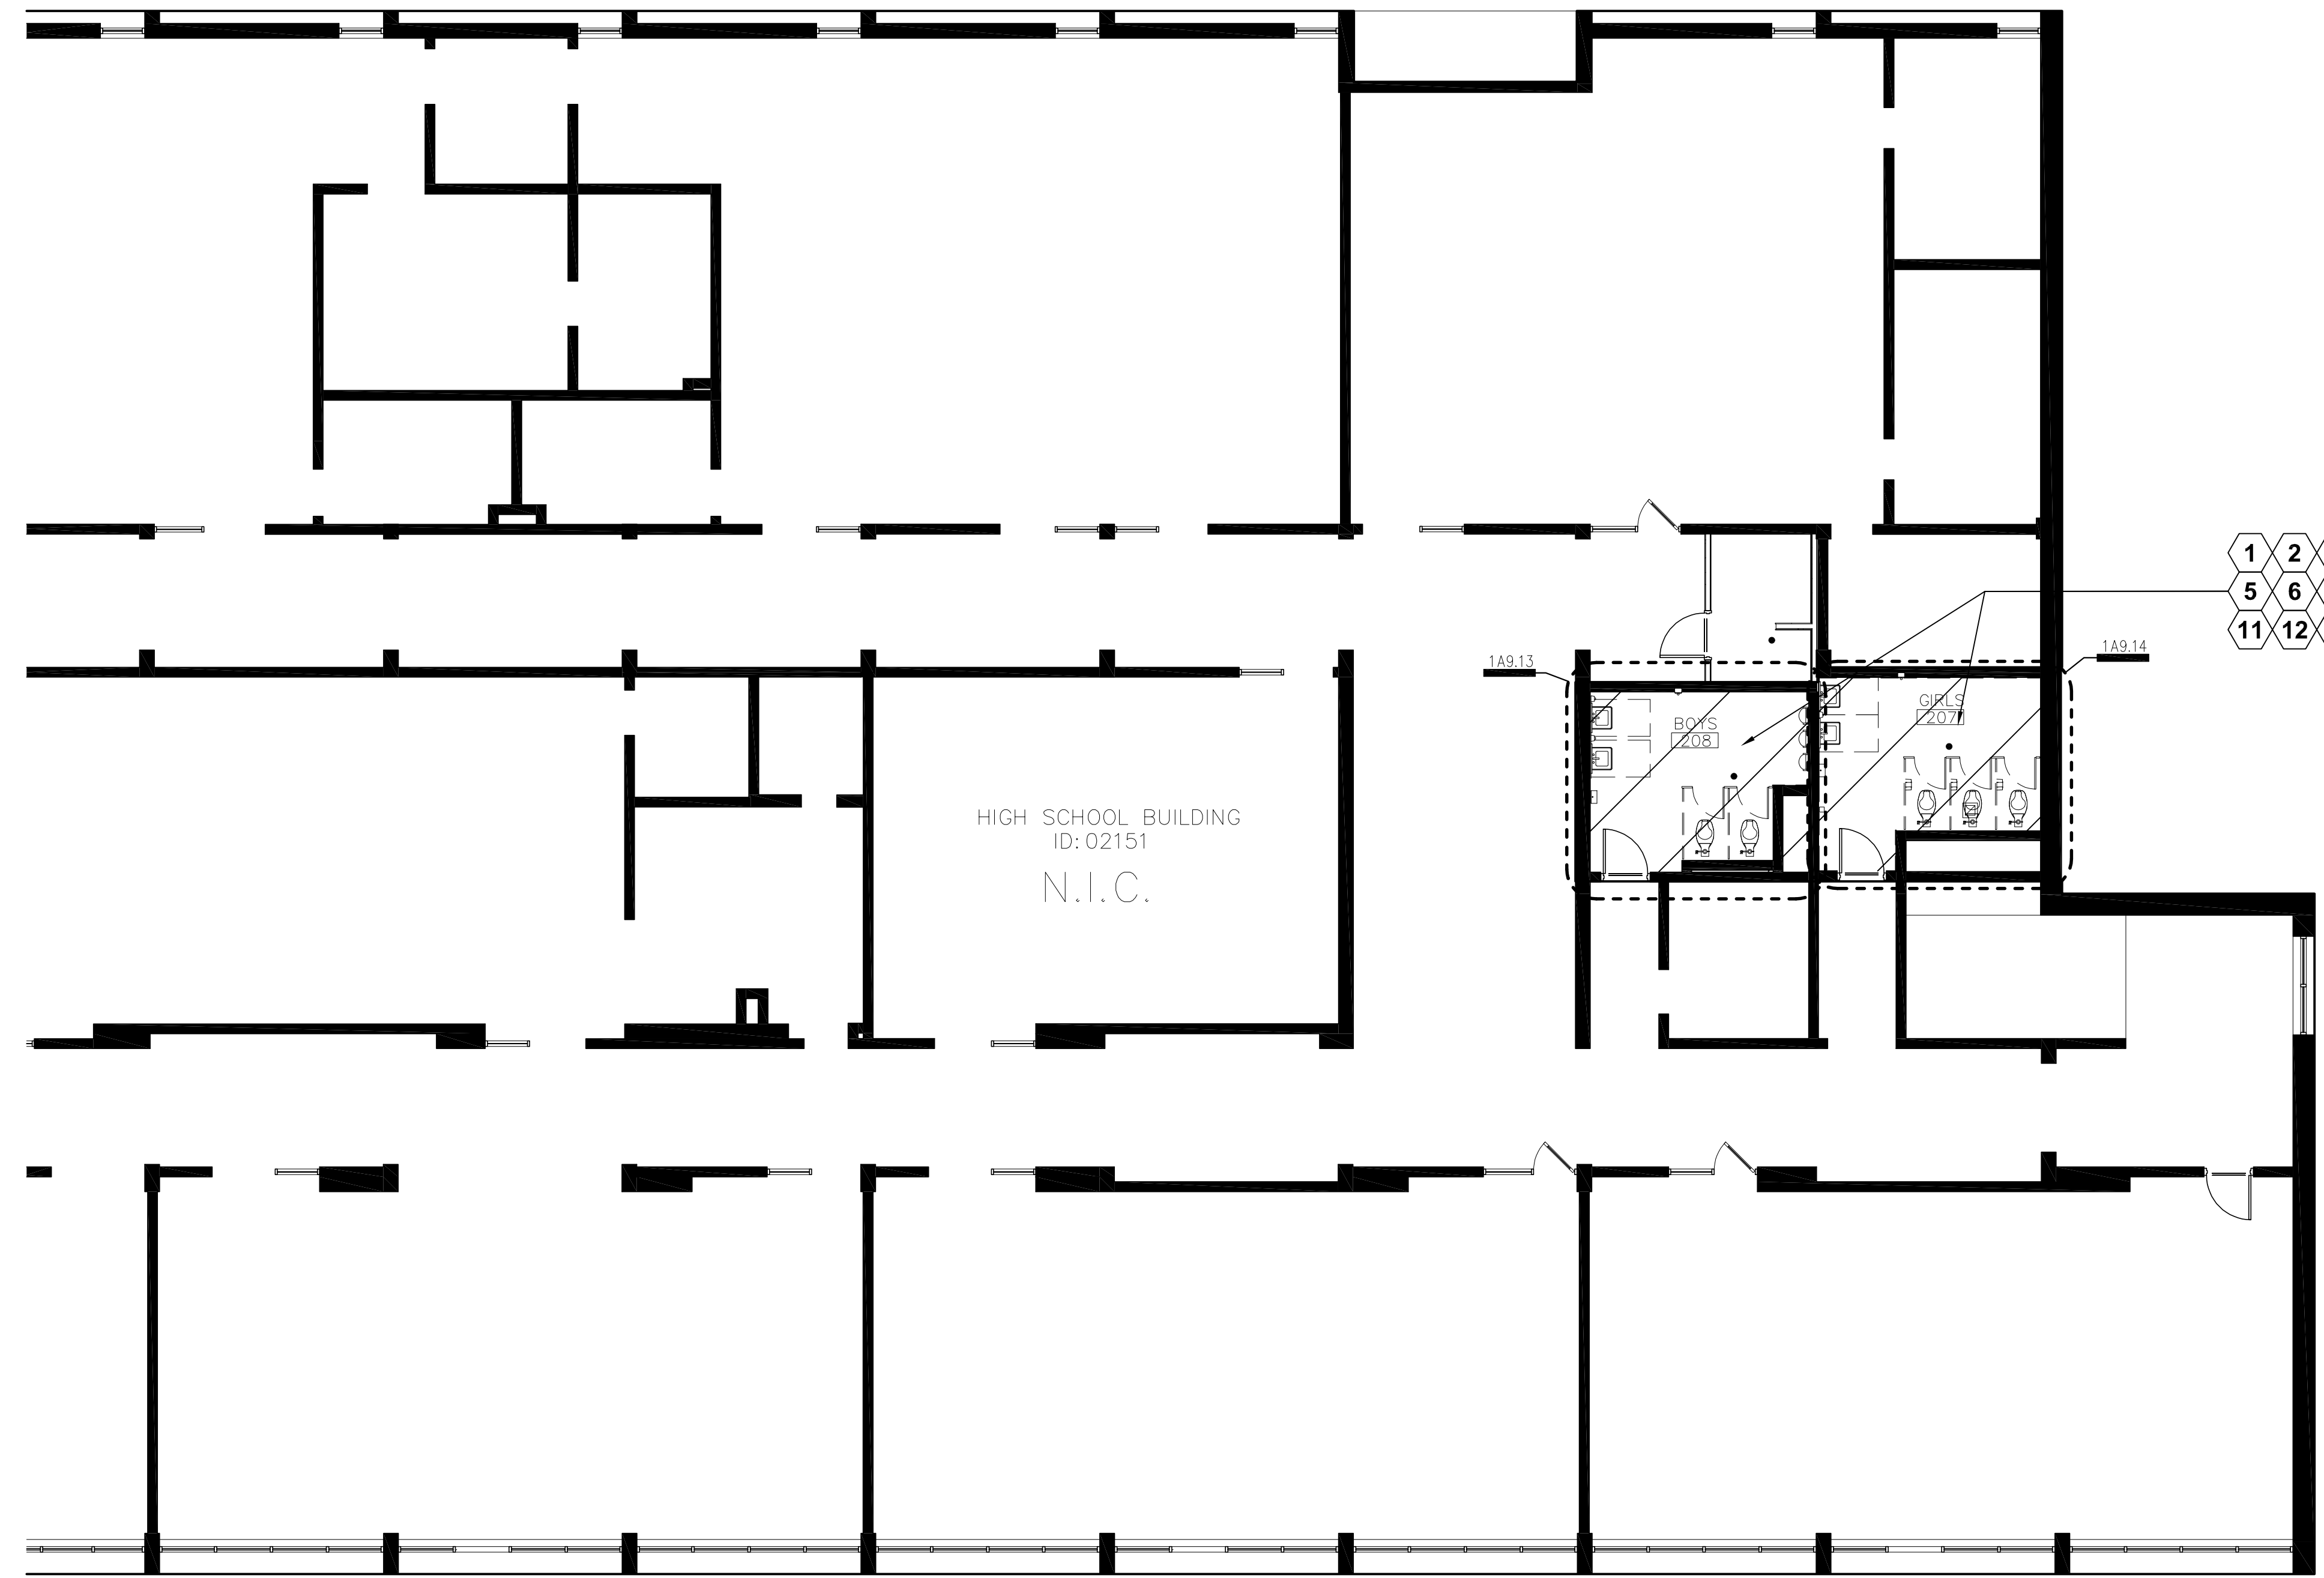 1 2
5 6
11 12
1A9.13
1A9.14
BOYS
208
GIRLS
207
HIGH SCHOOL BUILDING
ID: 02151
N.I.C.